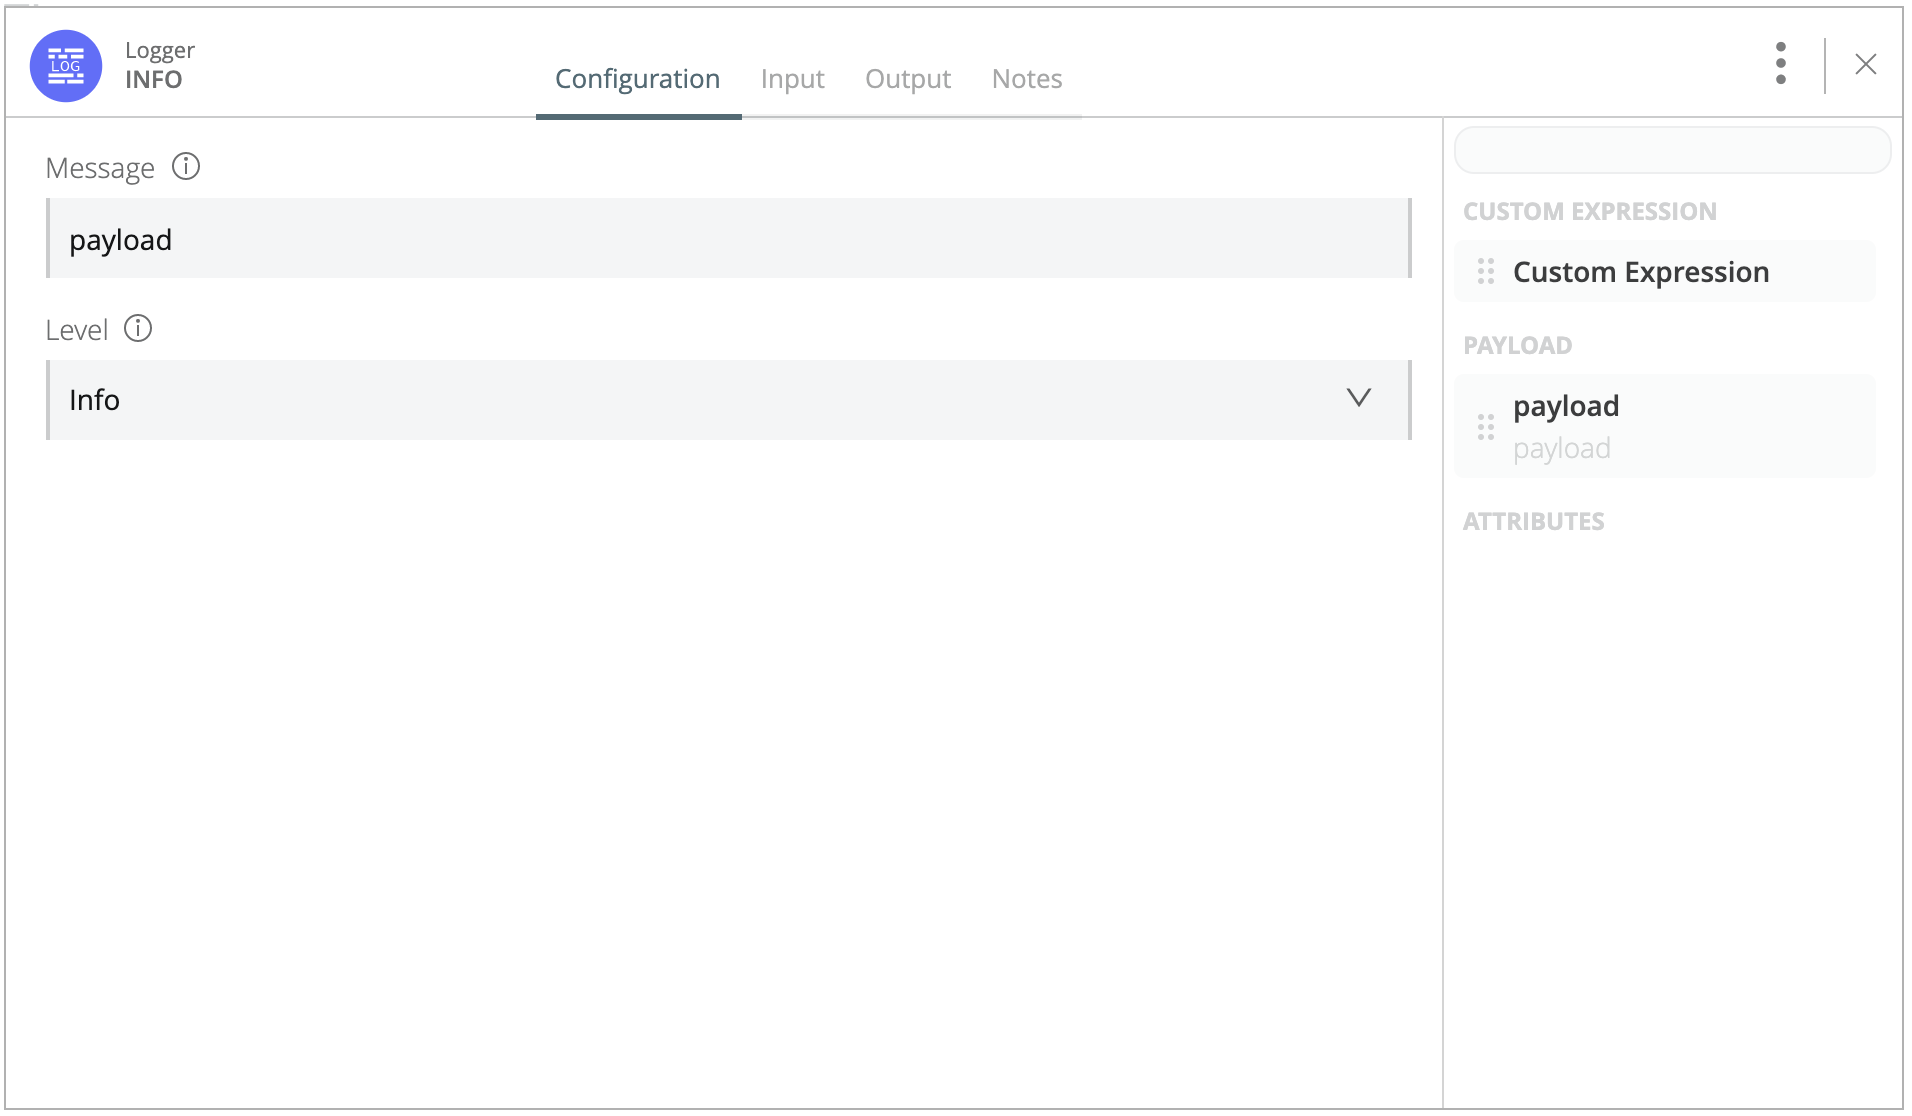 LOG
Logger
INFO
Configuration Input Output Notes
Message
payload
Level
Info
CUSTOM EXPRESSION
Custom Expression
PAYLOAD
payload
payload
ATTRIBUTES